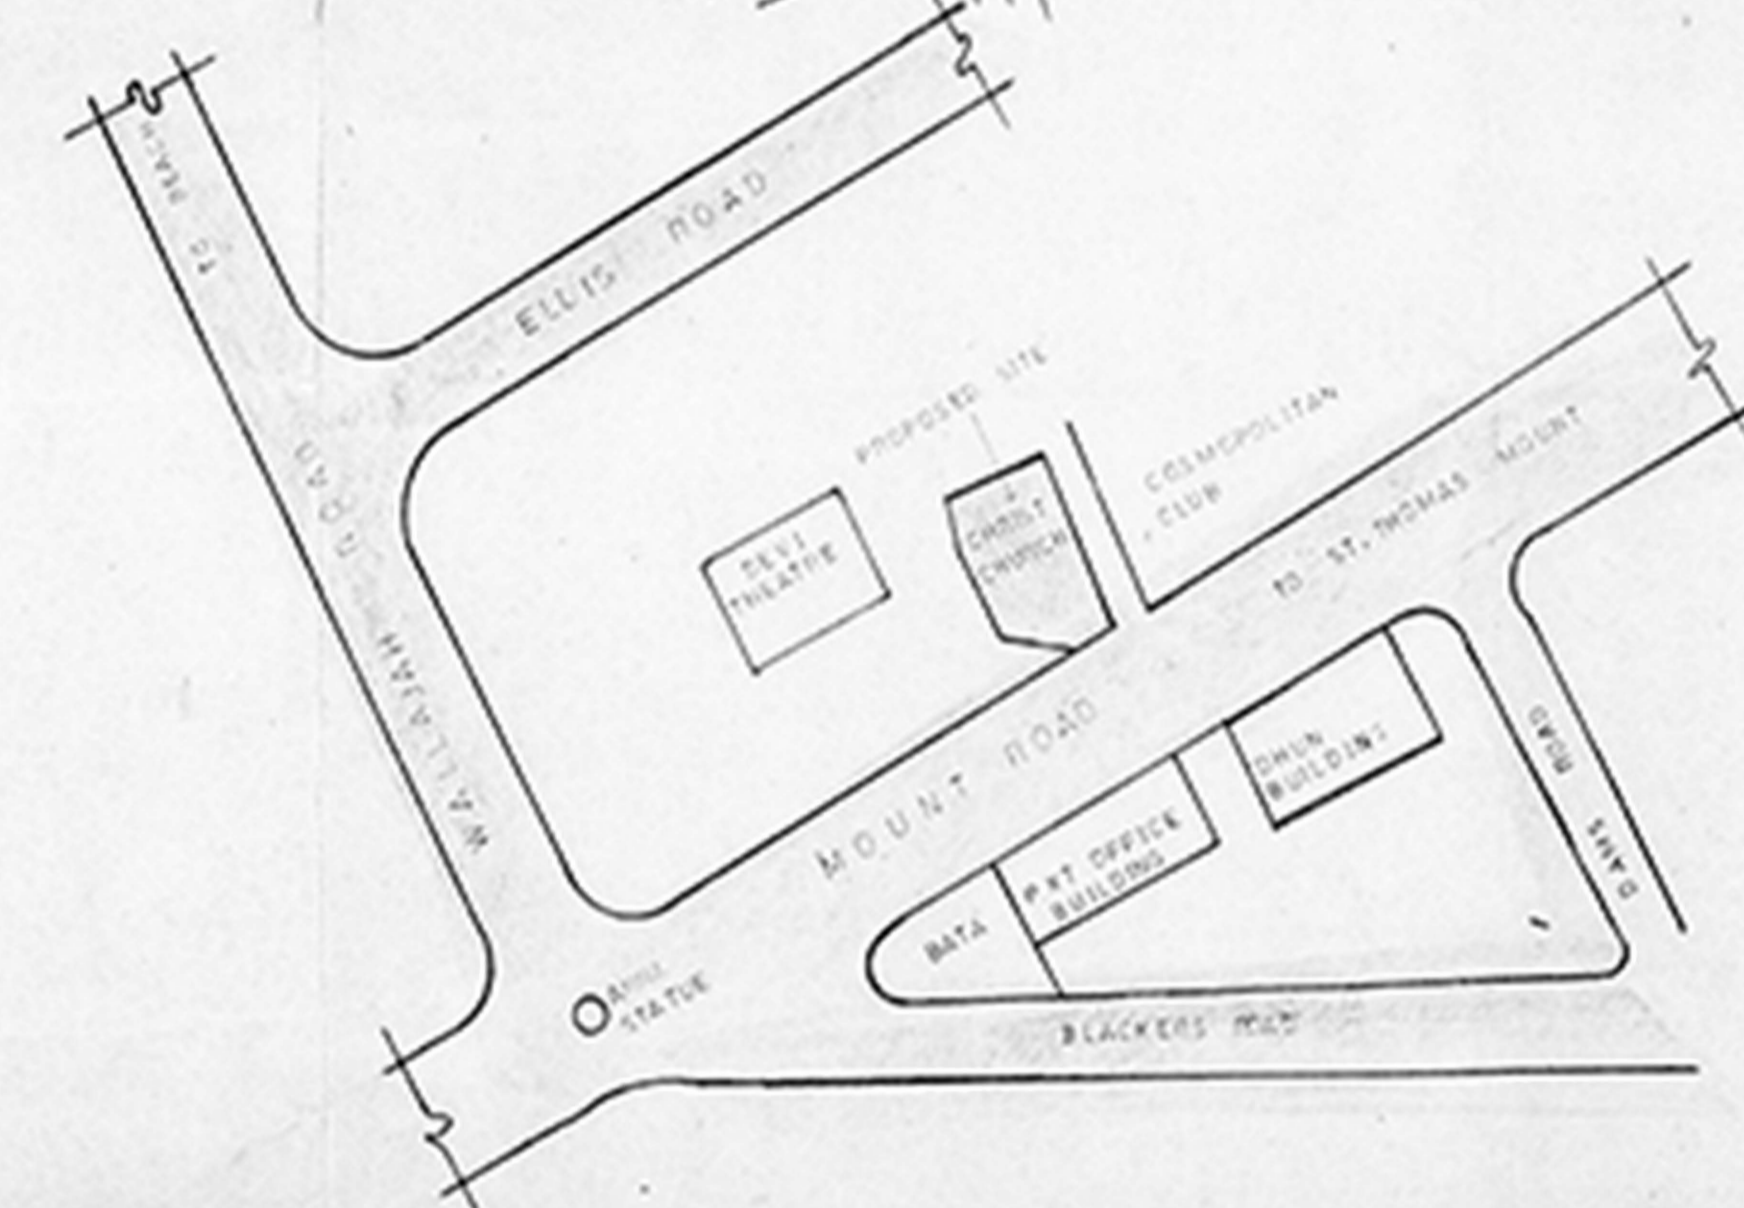 TO BEACH
ELLIS ROAD
WALLAJAH ROAD
PROPOSED SITE
COSMOPOLITAN
CLUB
DEVI
THEATRE
CHRIST
CHURCH
TO ST. THOMAS MOUNT
MOUNT ROAD
DHUN
BUILDING
DAMS ROAD
OFFICE
BUILDING
BATA
STATUE
BLACKERS ROAD